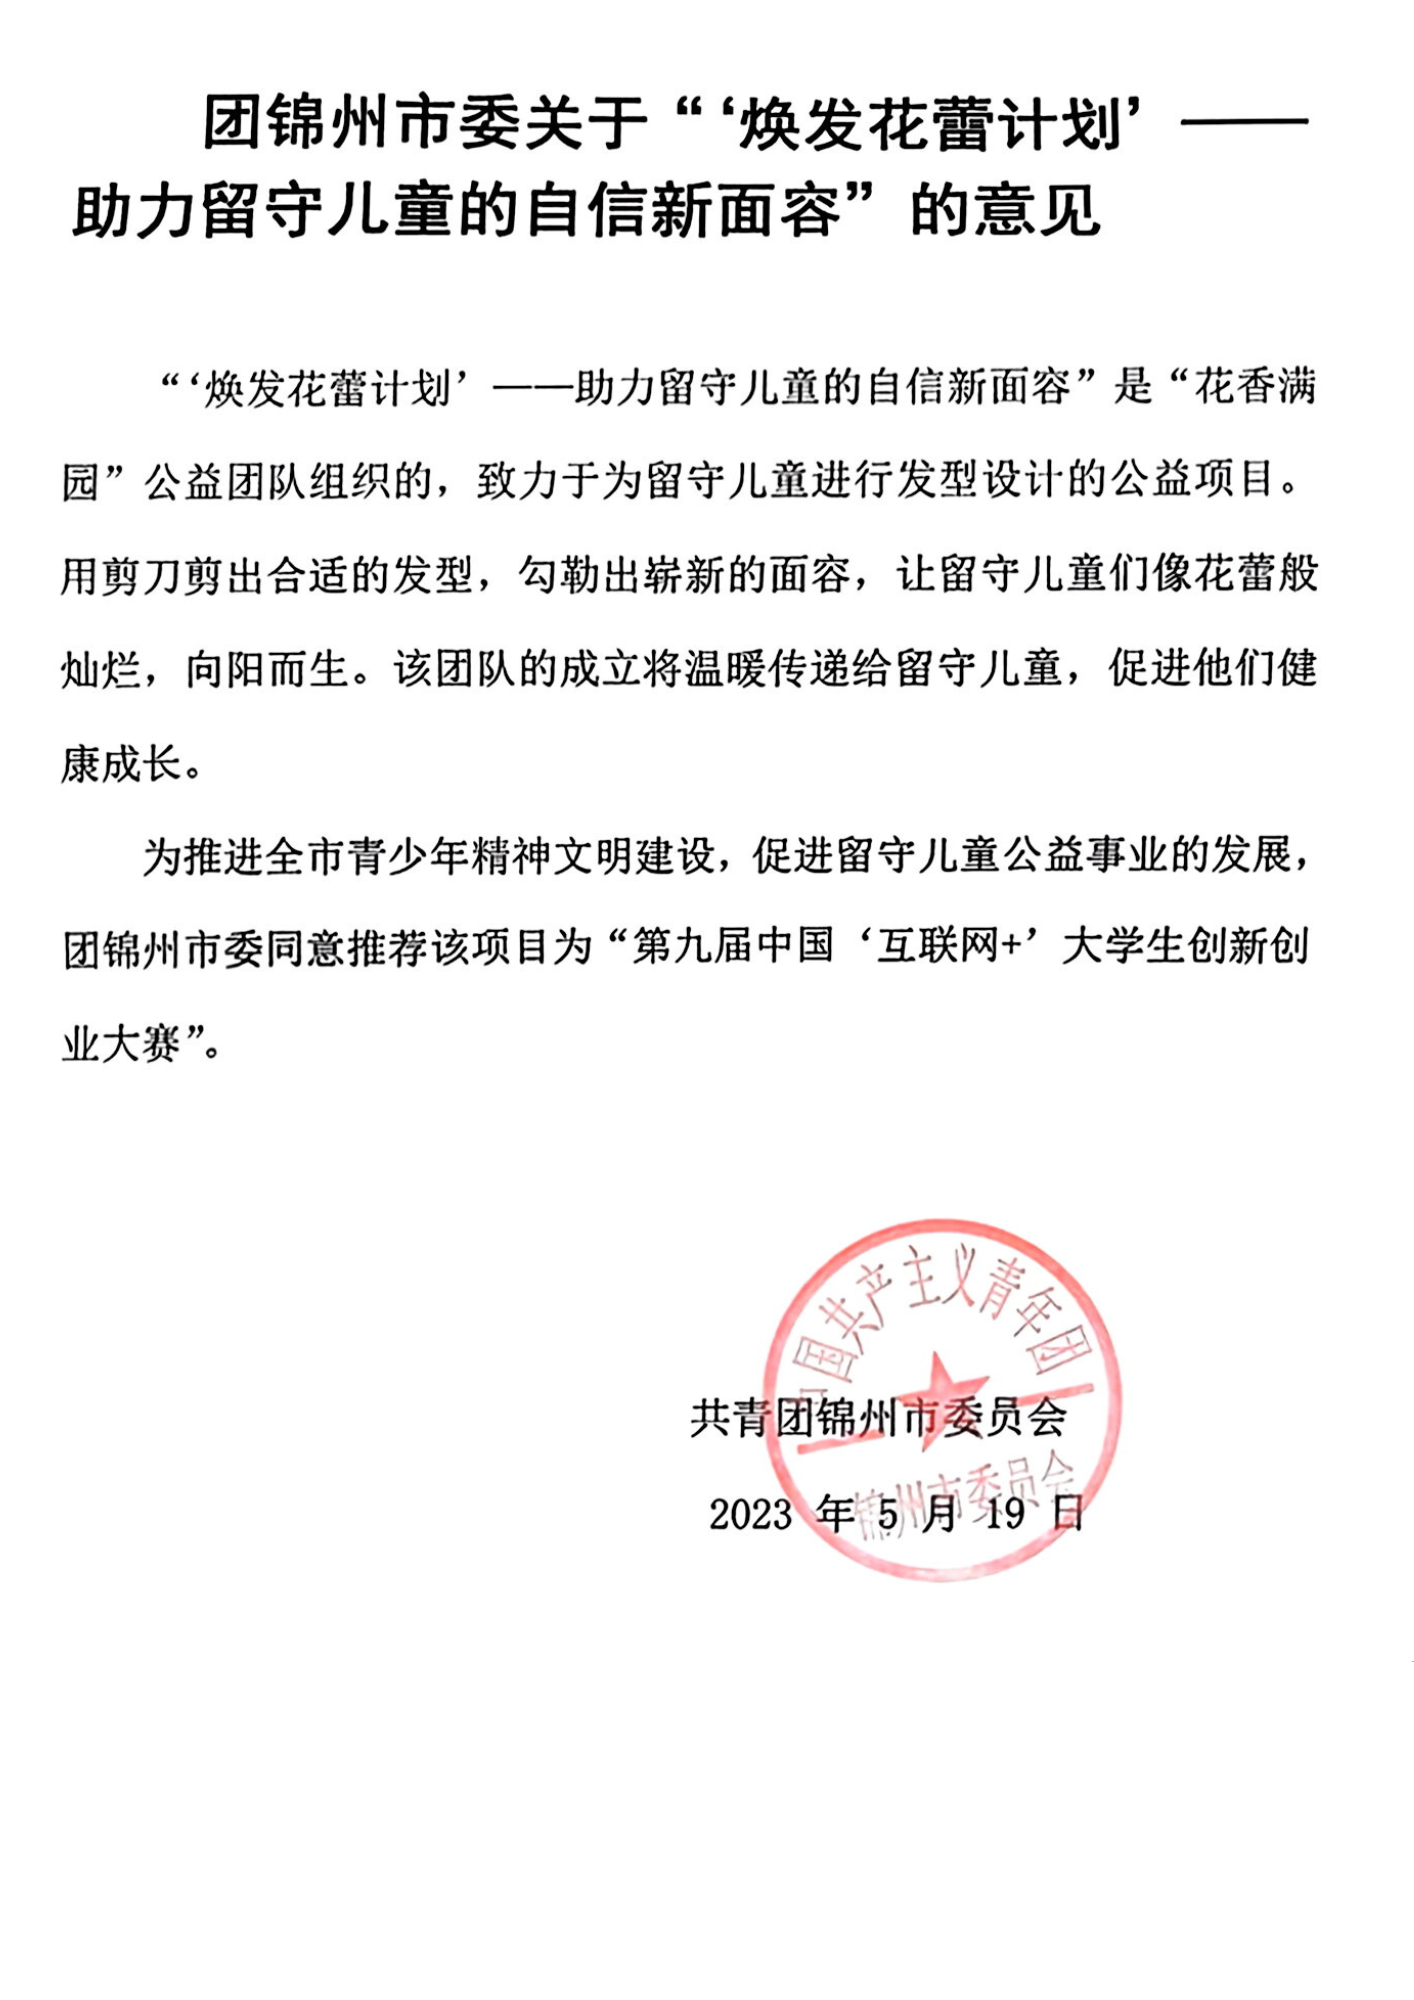 团锦州市委关于“‘焕发花蕾计划’——
助力留守儿童的自信新面容”的意见
“‘焕发花蕾计划’——助力留守儿童的自信新面容”是“花香满
园”公益团队组织的，致力于为留守儿童进行发型设计的公益项目。
用剪刀剪出合适的发型，勾勒出崭新的面容，让留守儿童们像花蕾般
灿烂，向阳而生。该团队的成立将温暖传递给留守儿童，促进他们健
康成长。
为推进全市青少年精神文明建设，促进留守儿童公益事业的发展，
团锦州市委同意推荐该项目为“第九届中国‘互联网+’大学生创新创
业大赛”。
中国共产主义青年团
共青团锦州市委员会
锦州市委员会
2023 年 5 月 19 日